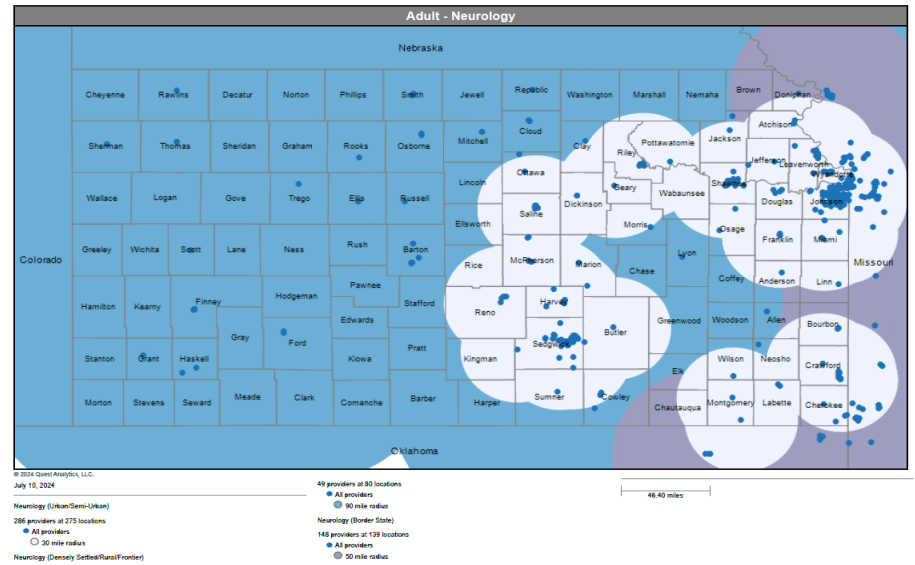 Adult - Neurology
Nebraska
Cheyenne Rawlins Decatur Norton Phillips Smith Jewell Republic Washington Marshall Nemaha Brown Doniphan
Atchison
Sherman Thomas Sheridan Graham Rooks Osborne Mitchell Cloud Clay Riley Pottawatomie Jackson
Jefferson Leavenworth
Wyandotte
Wallace Logan Gove Trego Ellis Russell Lincoln Ottawa Dickinson Geary Wabaunsee Shawnee Douglas Johnson
Saline
Ellsworth Morris Osage
Greeley Wichita Scott Lane Ness Rush Barton Franklin Miami
Colorado Rice McPherson Marion Chase Lyon Coffey Anderson Linn Missouri
Hamilton Kearny Finney Hodgeman Pawnee Stafford Reno Harvey
Gray Ford Edwards Butler Greenwood Woodson Allen Bourbon
Stanton Grant Haskell Kiowa Pratt Kingman Sedgwick Elk Wilson Neosho Crawford
Morton Stevens Seward Meade Clark Comanche Barber Harper Sumner Cowley Chautauqua Montgomery Labette Cherokee
Oklahoma
© 2024 Quest Analytics, LLC.
July 10, 2024
Neurology (Urban/Semi-Urban)
286 providers at 275 locations
All providers
30 mile radius
Neurology (Densely Settled/Rural/Frontier)
49 providers at 80 locations
All providers
90 mile radius
Neurology (Border State)
148 providers at 139 locations
All providers
50 mile radius
46.40 miles